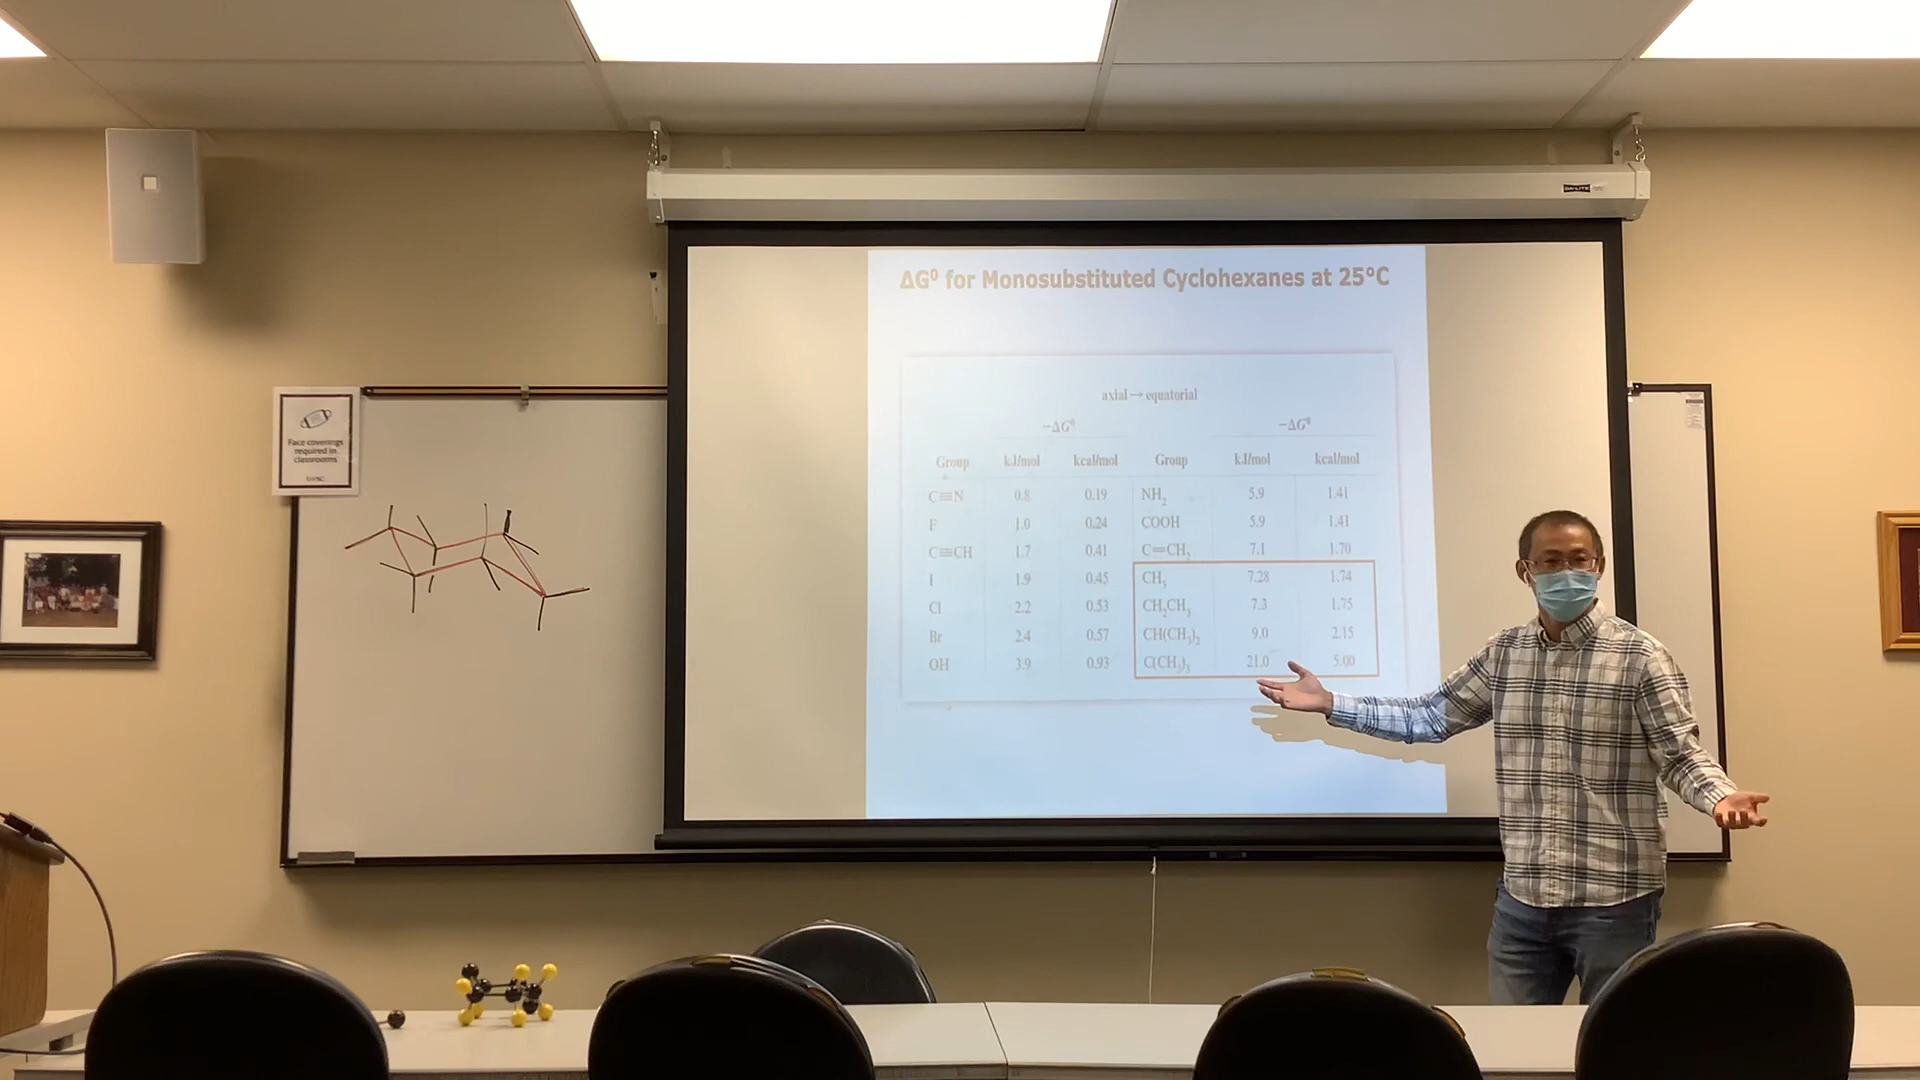 DA-LITE
ΔG⁰ for Monosubstituted Cyclohexanes at 25°C
axial → equatorial
−ΔG⁰ −ΔG⁰
Group kJ/mol kcal/mol Group kJ/mol kcal/mol
C≡N 0.8 0.19 NH₂ 5.9 1.41
F 1.0 0.24 COOH 5.9 1.41
C≡CH 1.7 0.41 C=CH₂ 7.1 1.70
I 1.9 0.45 CH₃ 7.28 1.74
Cl 2.2 0.53 CH₂CH₃ 7.3 1.75
Br 2.4 0.57 CH(CH₃)₂ 9.0 2.15
OH 3.9 0.93 C(CH₃)₃ 21.0 5.00
Face coverings
required in
classrooms